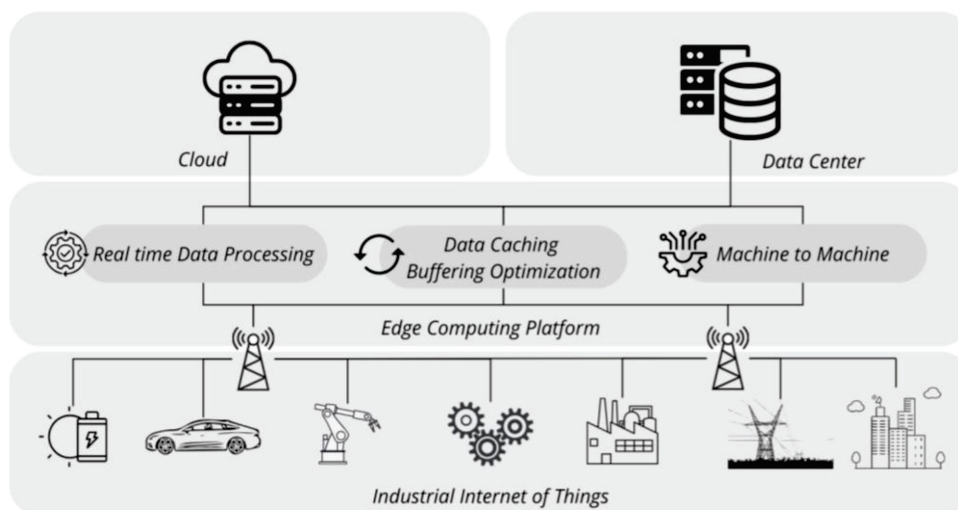 Cloud
Data Center
Real time Data Processing
Data Caching
Buffering Optimization
Machine to Machine
Edge Computing Platform
Industrial Internet of Things